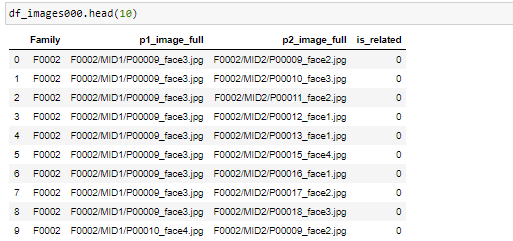 df_images000.head(10)
Family p1_image_full p2_image_full is_related
0 F0002 F0002/MID1/P00009_face3.jpg F0002/MID2/P00009_face2.jpg 0
1 F0002 F0002/MID1/P00009_face3.jpg F0002/MID2/P00010_face3.jpg 0
2 F0002 F0002/MID1/P00009_face3.jpg F0002/MID2/P00011_face2.jpg 0
3 F0002 F0002/MID1/P00009_face3.jpg F0002/MID2/P00012_face1.jpg 0
4 F0002 F0002/MID1/P00009_face3.jpg F0002/MID2/P00013_face1.jpg 0
5 F0002 F0002/MID1/P00009_face3.jpg F0002/MID2/P00015_face4.jpg 0
6 F0002 F0002/MID1/P00009_face3.jpg F0002/MID2/P00016_face1.jpg 0
7 F0002 F0002/MID1/P00009_face3.jpg F0002/MID2/P00017_face2.jpg 0
8 F0002 F0002/MID1/P00009_face3.jpg F0002/MID2/P00018_face3.jpg 0
9 F0002 F0002/MID1/P00010_face4.jpg F0002/MID2/P00009_face2.jpg 0